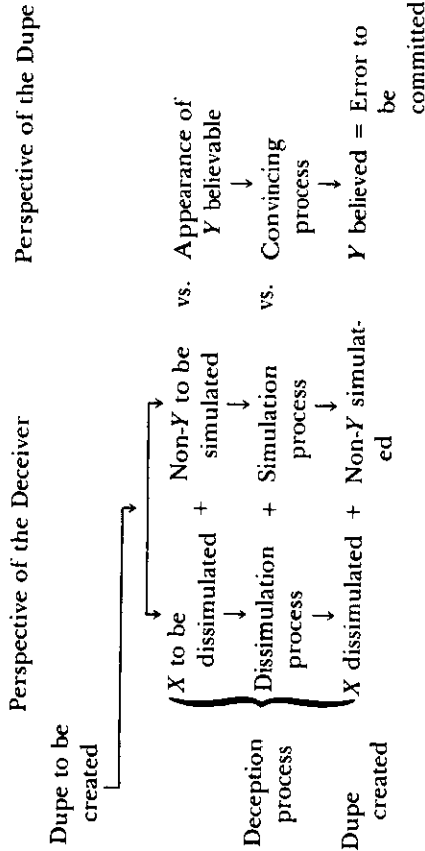 Perspective of the Deceiver
Perspective of the Dupe
Dupe to be
created
X to be
dissimulated + Non-Y to be
simulated
vs. Appearance of
Y believable
↓ ↓ ↓
Deception
process
Dissimulation + Simulation vs. Convincing
process process process
↓ ↓ ↓
Dupe
created
X dissimulated + Non-Y simulat-
ed
Y believed = Error to
be
committed